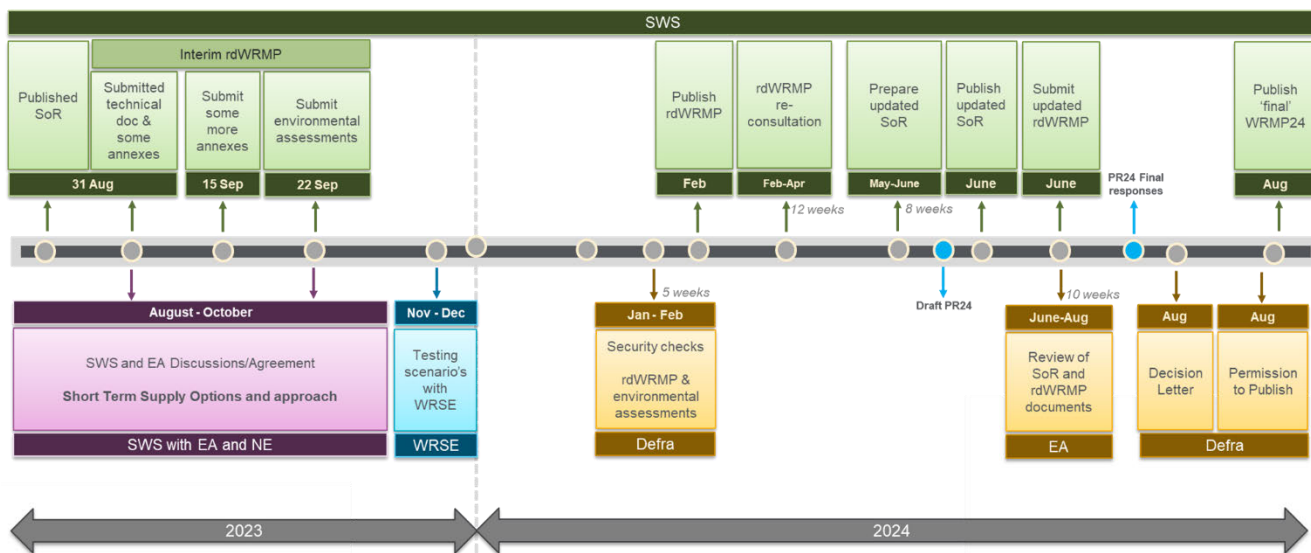 SWS
Interim rdWRMP
Published
SoR
Submitted
technical
doc &
some
annexes
Submit
some
more
annexes
Submit
environmental
assessments
31 Aug
15 Sep
22 Sep
Publish
rdWRMP
rdWRMP
re-
consultation
Prepare
updated
SoR
Publish
updated
SoR
Submit
updated
rdWRMP
Publish
‘final’
WRMP24
Feb
Feb-Apr
May-June
June
June
PR24 Final
responses
Aug
12 weeks
8 weeks
5 weeks
Draft PR24
10 weeks
August - October
SWS and EA Discussions/Agreement
Short Term Supply Options and approach
SWS with EA and NE
Nov - Dec
Testing
scenario's
with
WRSE
WRSE
Jan - Feb
Security checks
rdWRMP &
environmental
assessments
Defra
June-Aug
Review of
SoR and
rdWRMP
documents
EA
Aug
Decision
Letter
Aug
Permission
to Publish
Defra
2023
2024